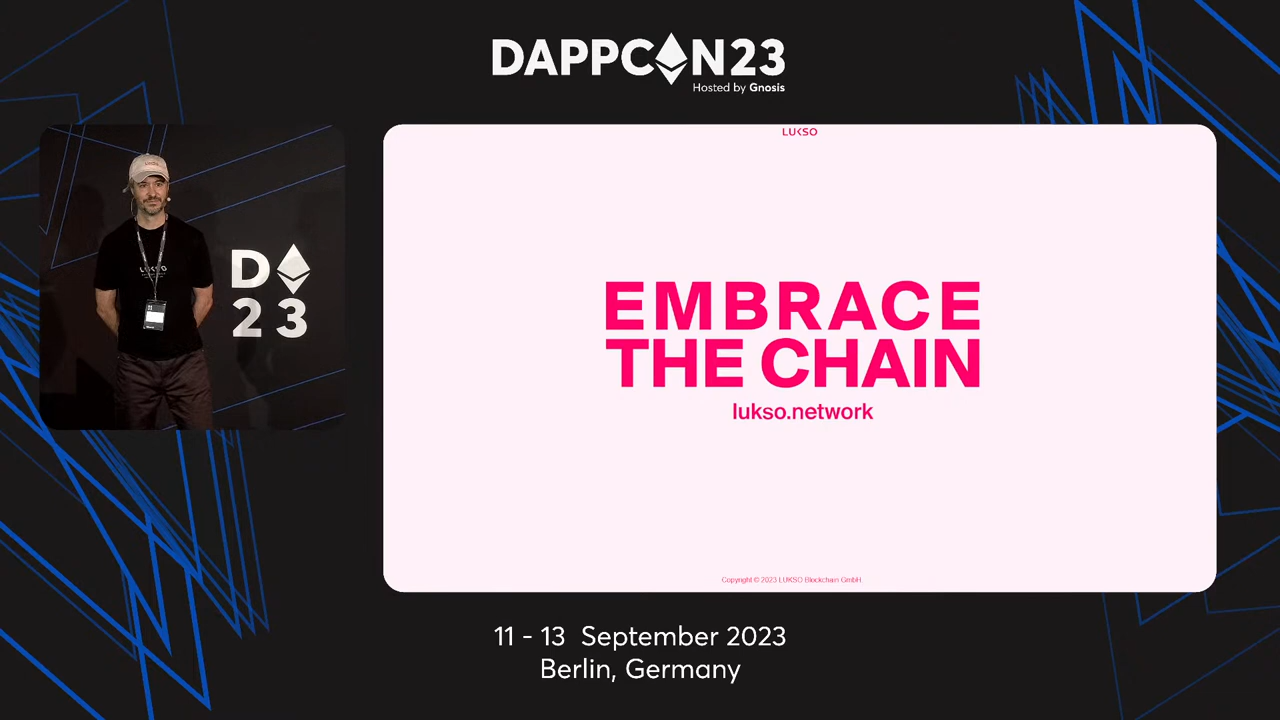 DAPPCON23
Hosted by Gnosis
LUKSO
EMBRACE
THE CHAIN
lukso.network
Copyright © 2023 LUKSO Blockchain GmbH
LUKSO
D
23
11 - 13 September 2023
Berlin, Germany